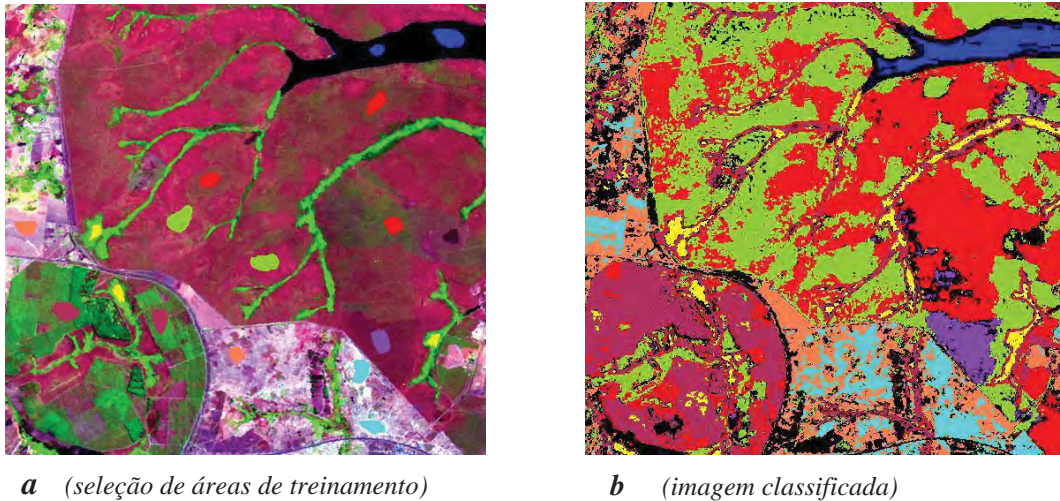 a (seleção de áreas de treinamento)
b (imagem classificada)